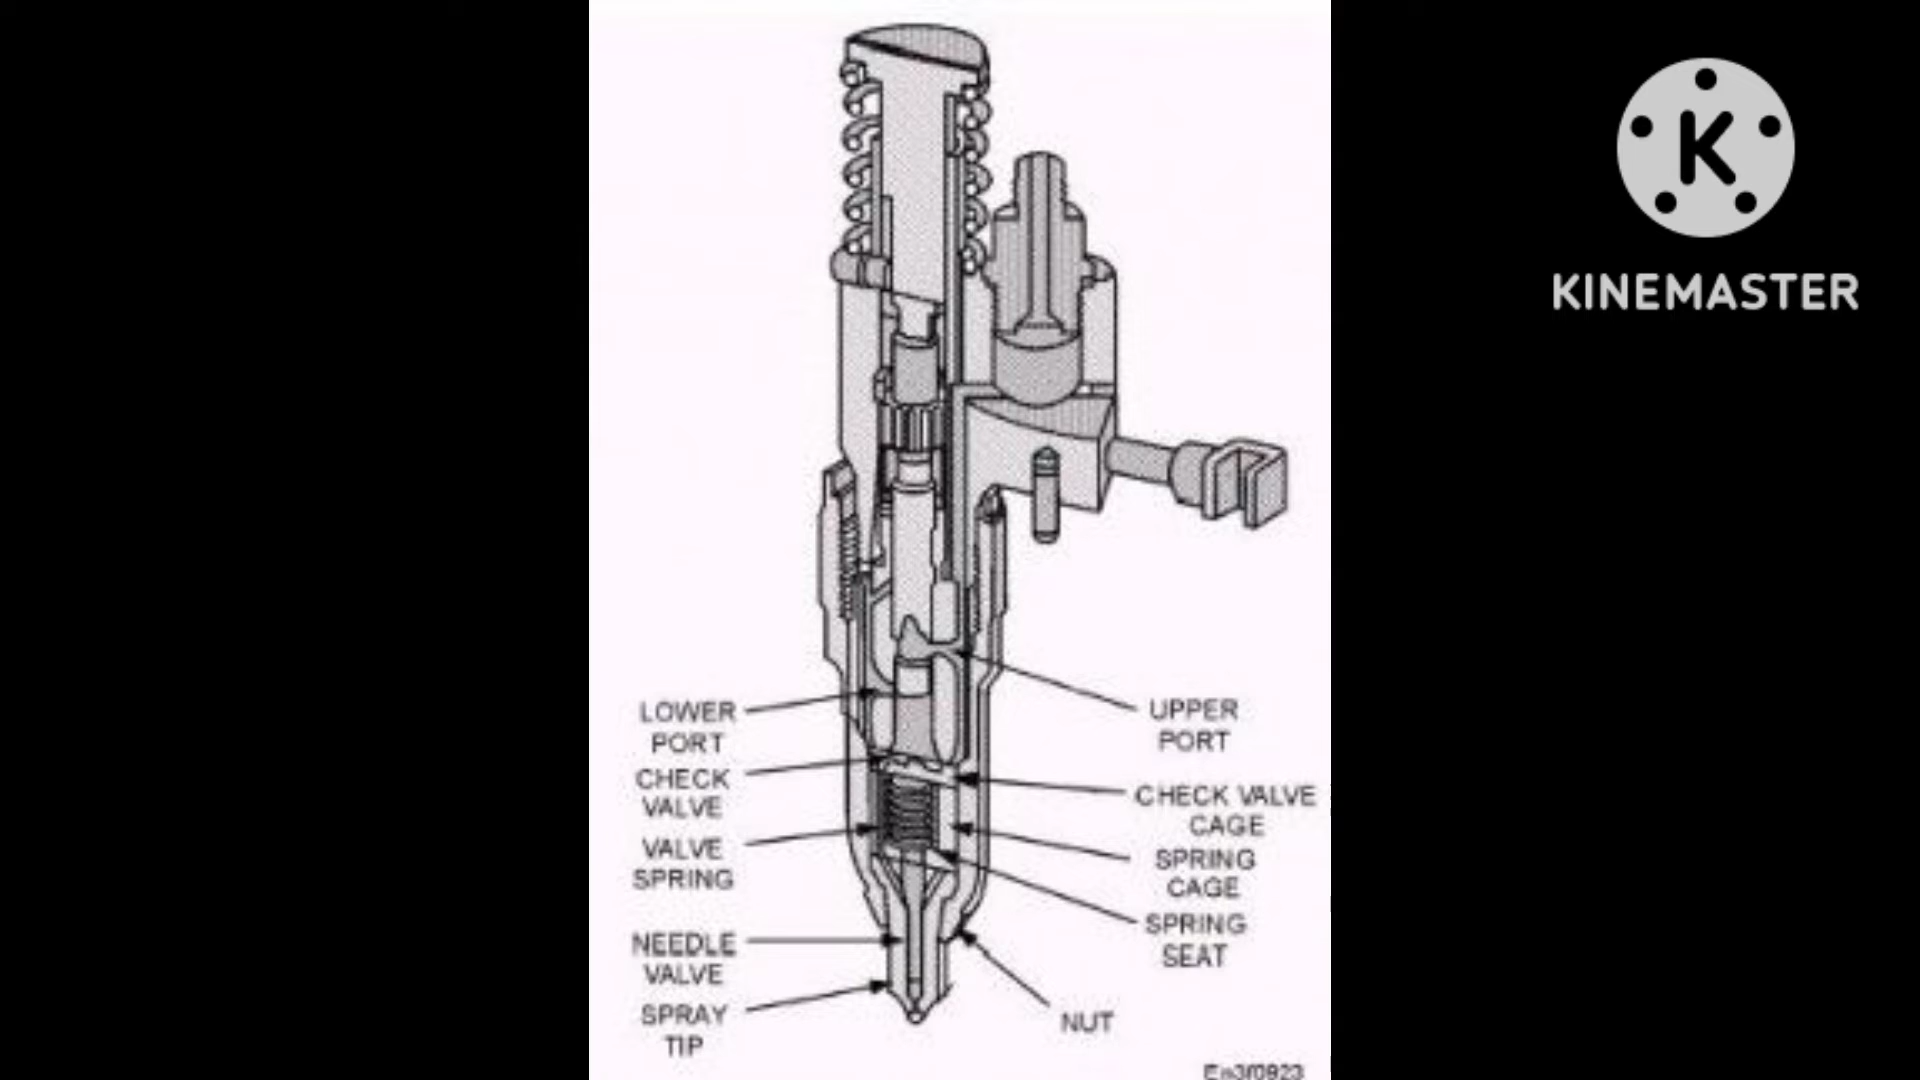 K
KINEMASTER
LOWER
PORT
CHECK
VALVE
VALVE
SPRING
NEEDLE
VALVE
SPRAY
TIP
UPPER
PORT
CHECK VALVE
CAGE
SPRING
CAGE
SPRING
SEAT
NUT
En3f0923